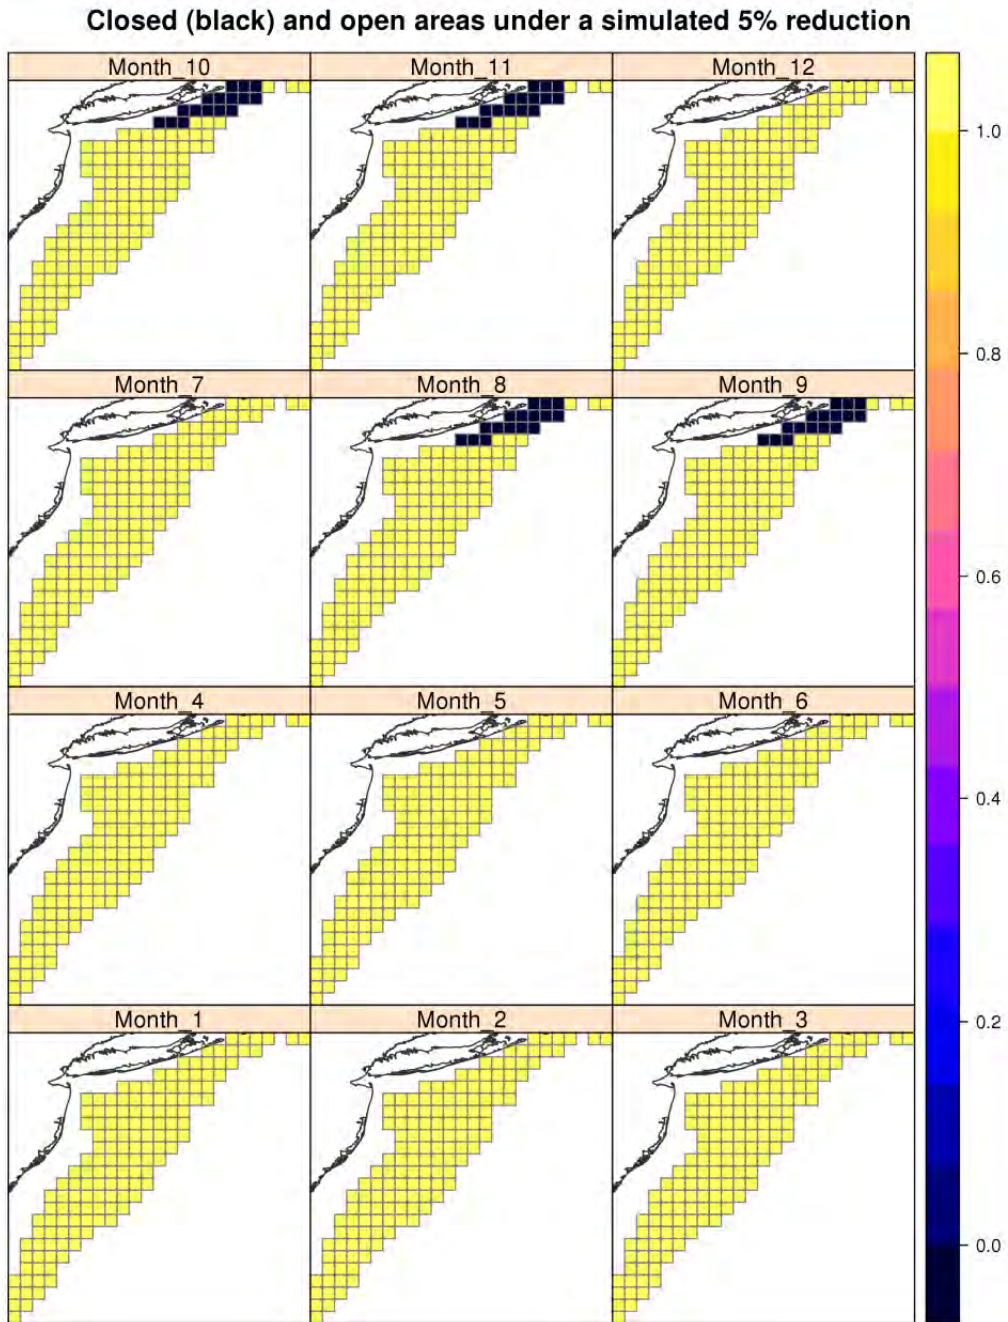 Closed (black) and open areas under a simulated 5% reduction
Month_10
Month_11
Month_12
Month_7
Month_8
Month_9
Month_4
Month_5
Month_6
Month_1
Month_2
Month_3
1.0
0.8
0.6
0.4
0.2
0.0